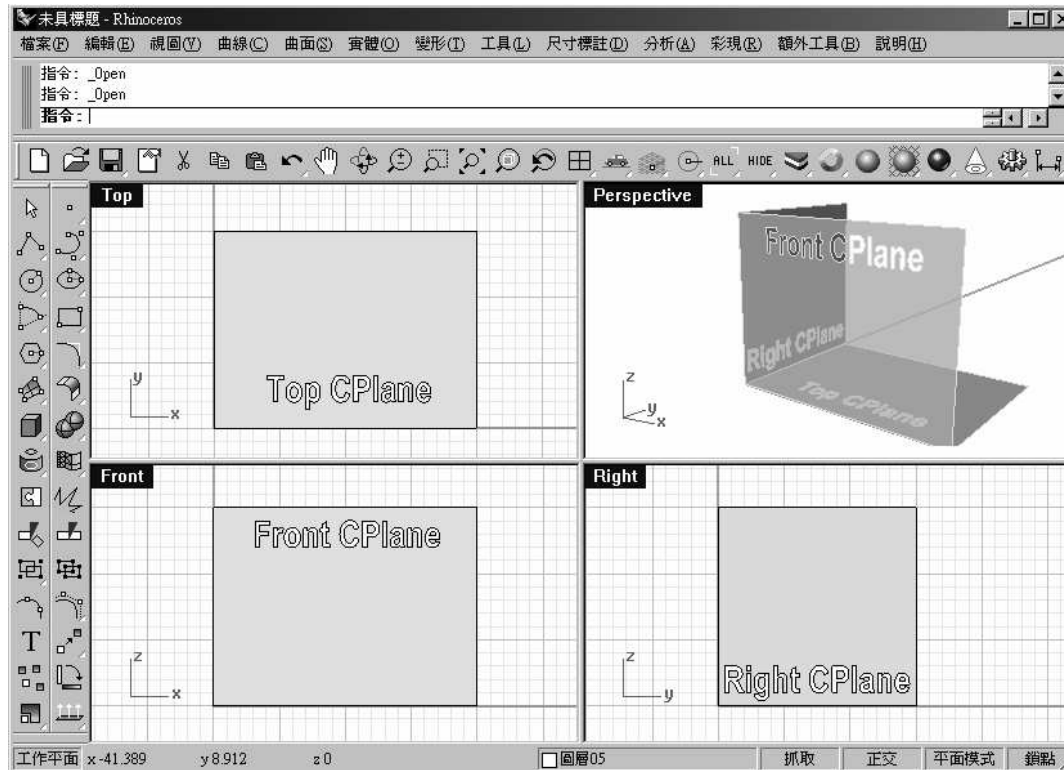 未具標題 - Rhinoceros
檔案(F) 編輯(E) 視圖(V) 曲線(C) 曲面(S) 實體(O) 變形(T) 工具(L) 尺寸標註(D) 分析(A) 彩現(R) 額外工具(B) 說明(H)
指令: _Open
指令: _Open
指令:
ALL HIDE
Top
Perspective
Top CPlane
y
x
Front CPlane
Right CPlane
Top CPlane
z
y
x
Front
Right
Front CPlane
z
x
Right CPlane
z
y
T
工作平面 x -41.389 y 8.912 z 0 圖層05 抓取 正交 平面模式 鎖點